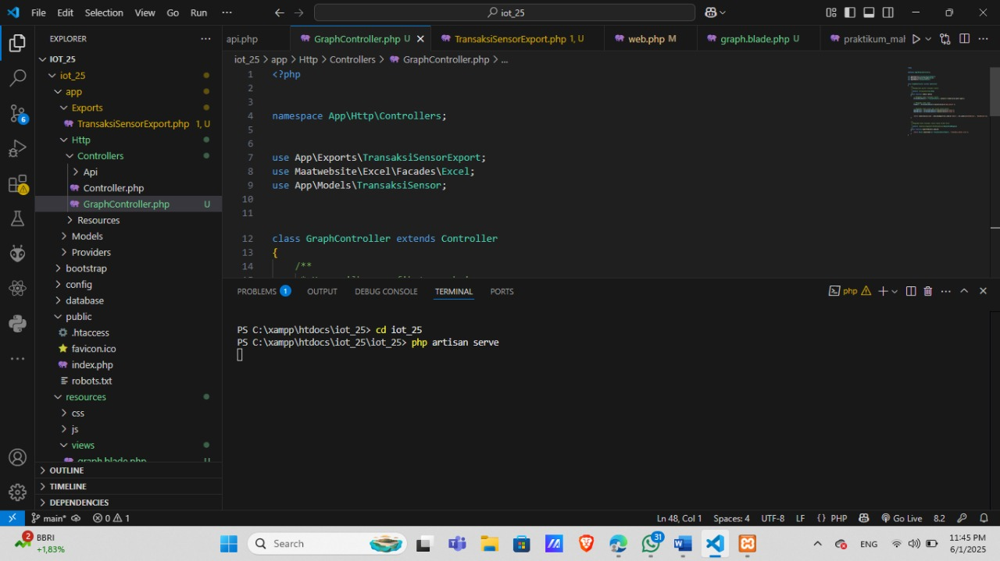 File Edit Selection View Go Run ··· iot_25
EXPLORER ···
IOT_25
iot_25
app
Exports
TransaksiSensorExport.php 1, U
Http
Controllers
Api
Controller.php
GraphController.php U
Resources
Models
Providers
bootstrap
config
database
public
.htaccess
favicon.ico
index.php
robots.txt
resources
css
js
views
graph.blade.php U
OUTLINE
TIMELINE
DEPENDENCIES
6
api.php GraphController.php U TransaksiSensorExport.php 1, U web.php M graph.blade.php U praktikum_mah
iot_25 > app > Http > Controllers > GraphController.php > ...
1 <?php
2
3
4 namespace App\Http\Controllers;
5
6
7 use App\Exports\TransaksiSensorExport;
8 use Maatwebsite\Excel\Facades\Excel;
9 use App\Models\TransaksiSensor;
10
11
12 class GraphController extends Controller
13 {
14 /**
PROBLEMS 1 OUTPUT DEBUG CONSOLE TERMINAL PORTS php
PS C:\xampp\htdocs\iot_25> cd iot_25
PS C:\xampp\htdocs\iot_25\iot_25> php artisan serve
main* 0 1 Ln 48, Col 1 Spaces: 4 UTF-8 LF {} PHP Go Live 8.2
2 BBRI
+1,83%
Search
31
ENG
11:45 PM
6/1/2025